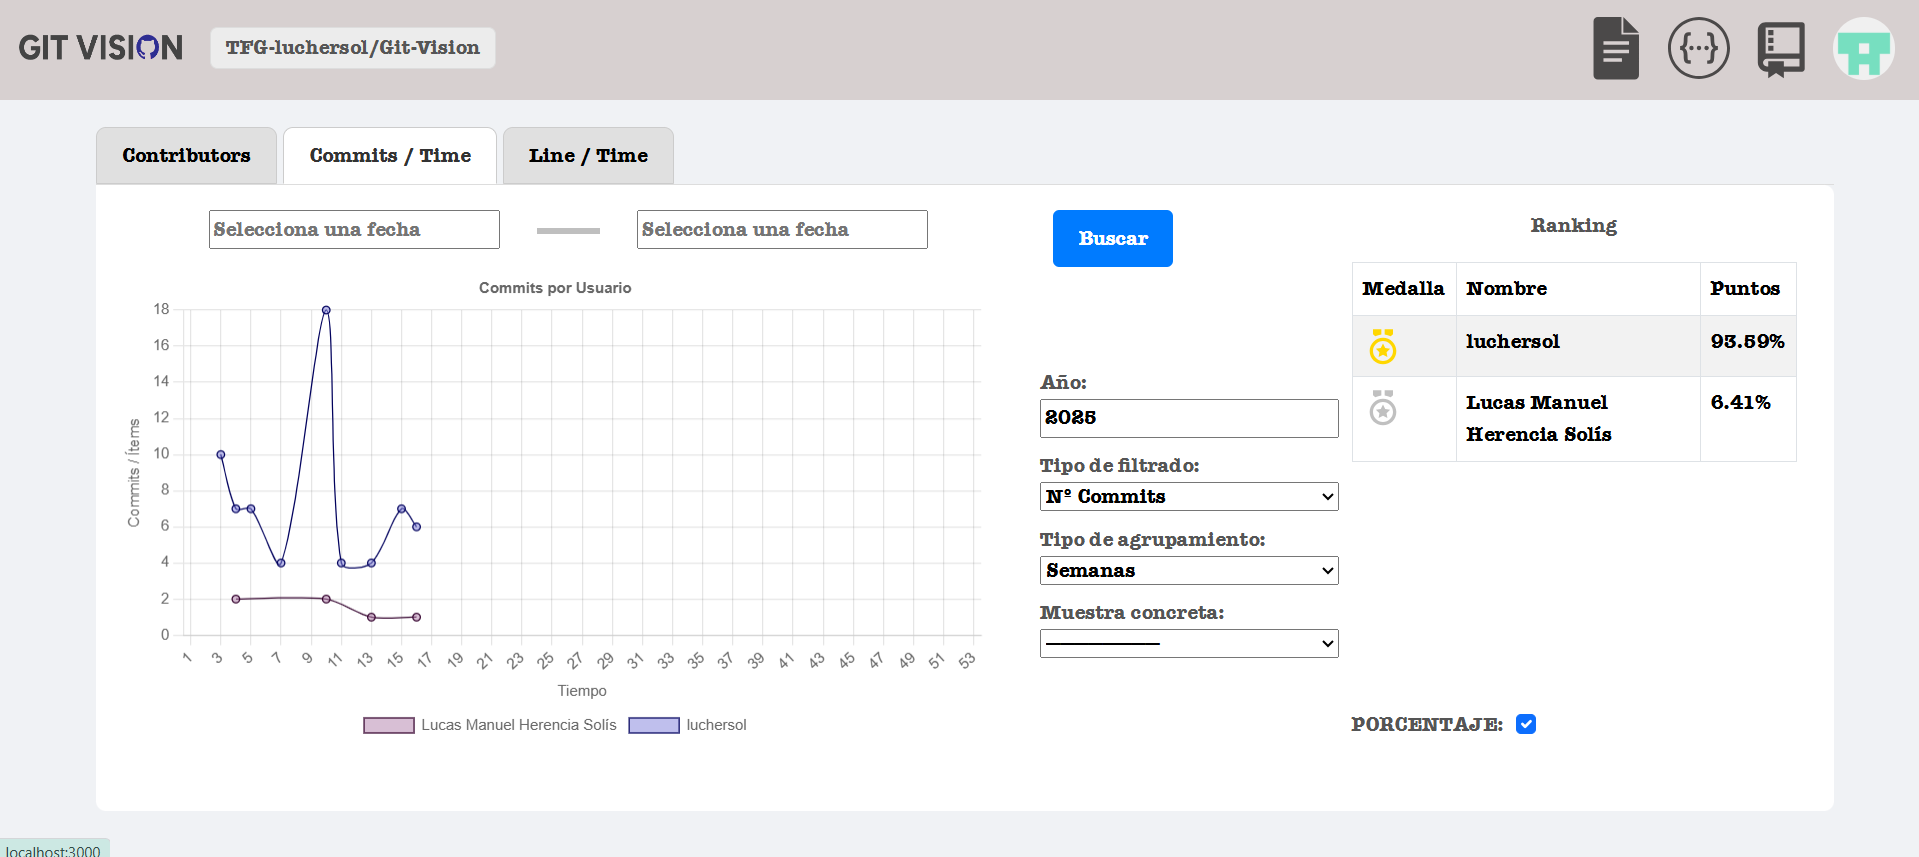 GIT VISION
TFG-luchersol/Git-Vision
{···}
Contributors
Commits / Time
Line / Time
Selecciona una fecha
Selecciona una fecha
Buscar
Ranking
Commits por Usuario
18
16
14
12
10
8
6
4
2
0
Commits / Ítems
1 3 5 7 9 11 13 15 17 19 21 23 25 27 29 31 33 35 37 39 41 43 45 47 49 51 53
Tiempo
Lucas Manuel Herencia Solís luchersol
Año:
2025
Tipo de filtrado:
Nº Commits
Tipo de agrupamiento:
Semanas
Muestra concreta:
Medalla Nombre Puntos
luchersol 93.59%
Lucas Manuel 6.41%
Herencia Solís
PORCENTAJE:
localhost:3000